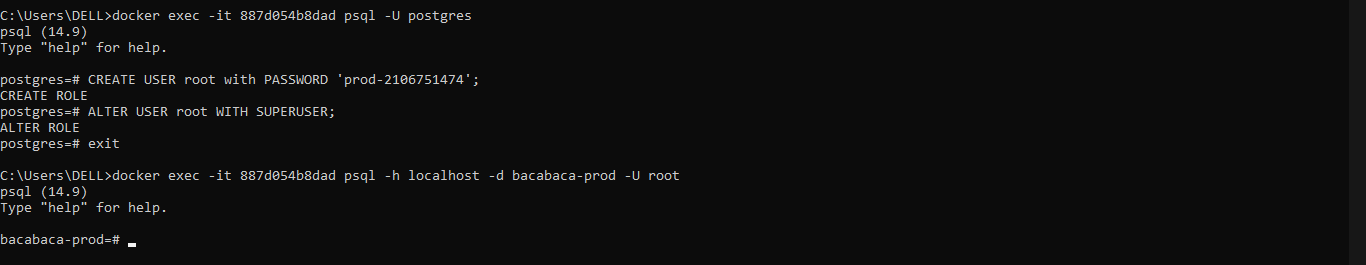 C:\Users\DELL>docker exec -it 887d054b8dad psql -U postgres
psql (14.9)
Type "help" for help.
postgres=# CREATE USER root with PASSWORD 'prod-2106751474';
CREATE ROLE
postgres=# ALTER USER root WITH SUPERUSER;
ALTER ROLE
postgres=# exit
C:\Users\DELL>docker exec -it 887d054b8dad psql -h localhost -d bacabaca-prod -U root
psql (14.9)
Type "help" for help.
bacabaca-prod=#